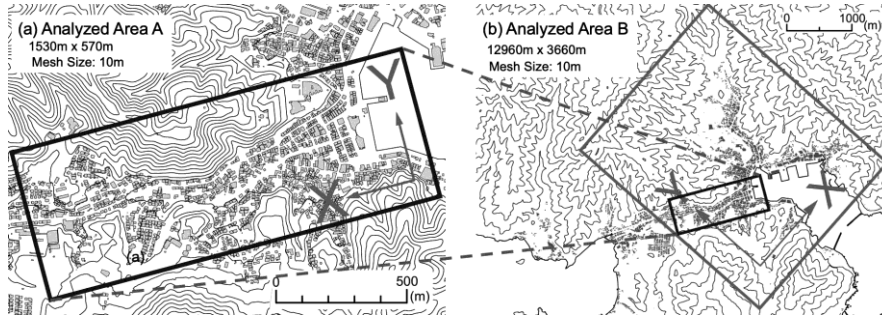 (a) Analyzed Area A
1530m x 570m
Mesh Size: 10m
Y
X
(a)
0 500
(m)
(b) Analyzed Area B
12960m x 3660m
Mesh Size: 10m
0 1000
(m)
Y
X